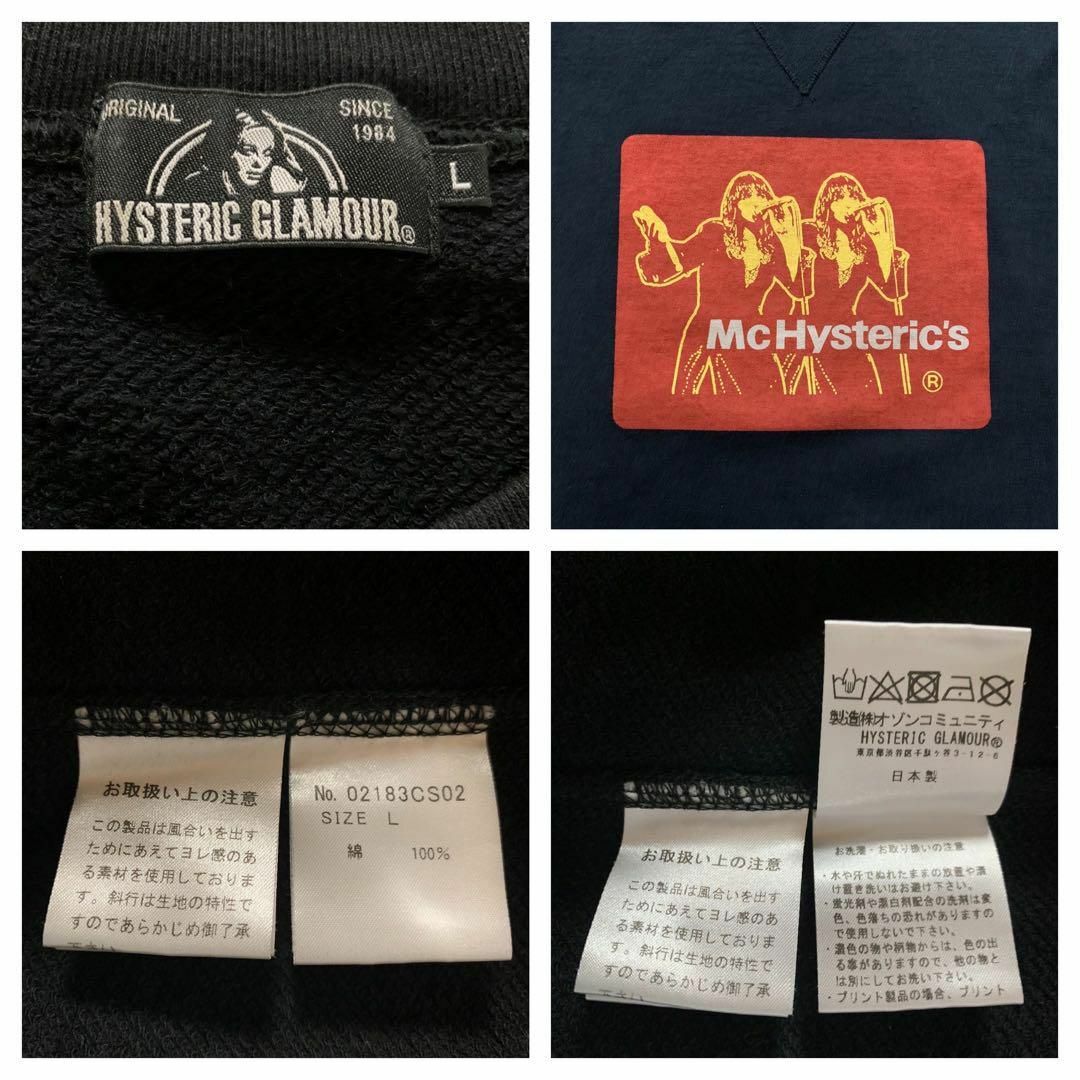 ORIGINAL
SINCE
1984
HYSTERIC GLAMOUR®
L
McHysteric's
®
お取扱い上の注意
この製品は風合いを出す
ためにあえてヨレ感のあ
る素材を使用しておりま
す。斜行は生地の特性で
すのであらかじめ御了承
下さい
No. 02183CS02
SIZE L
綿 100%
製造(株)オゾンコミュニティ
HYSTERIC GLAMOUR®
東京都渋谷区千駄ヶ谷3-12-6
日本製
お取扱い上の注意
この製品は風合いを出す
ためにあえてヨレ感のあ
る素材を使用しておりま
す。斜行は生地の特性で
すのであらかじめ御了承
下さい
お洗濯・お取り扱いの注意
・水や汗でぬれたままの放置や漬
け置き洗いはお避け下さい。
・蛍光剤や漂白剤配合の洗剤は変
色、色落ちの恐れがありますの
で使用しないで下さい。
・濃色の物や柄物からは、色の出
る事がありますので、他の物と
は別にしてお洗い下さい。
・プリント製品の場合、プリント